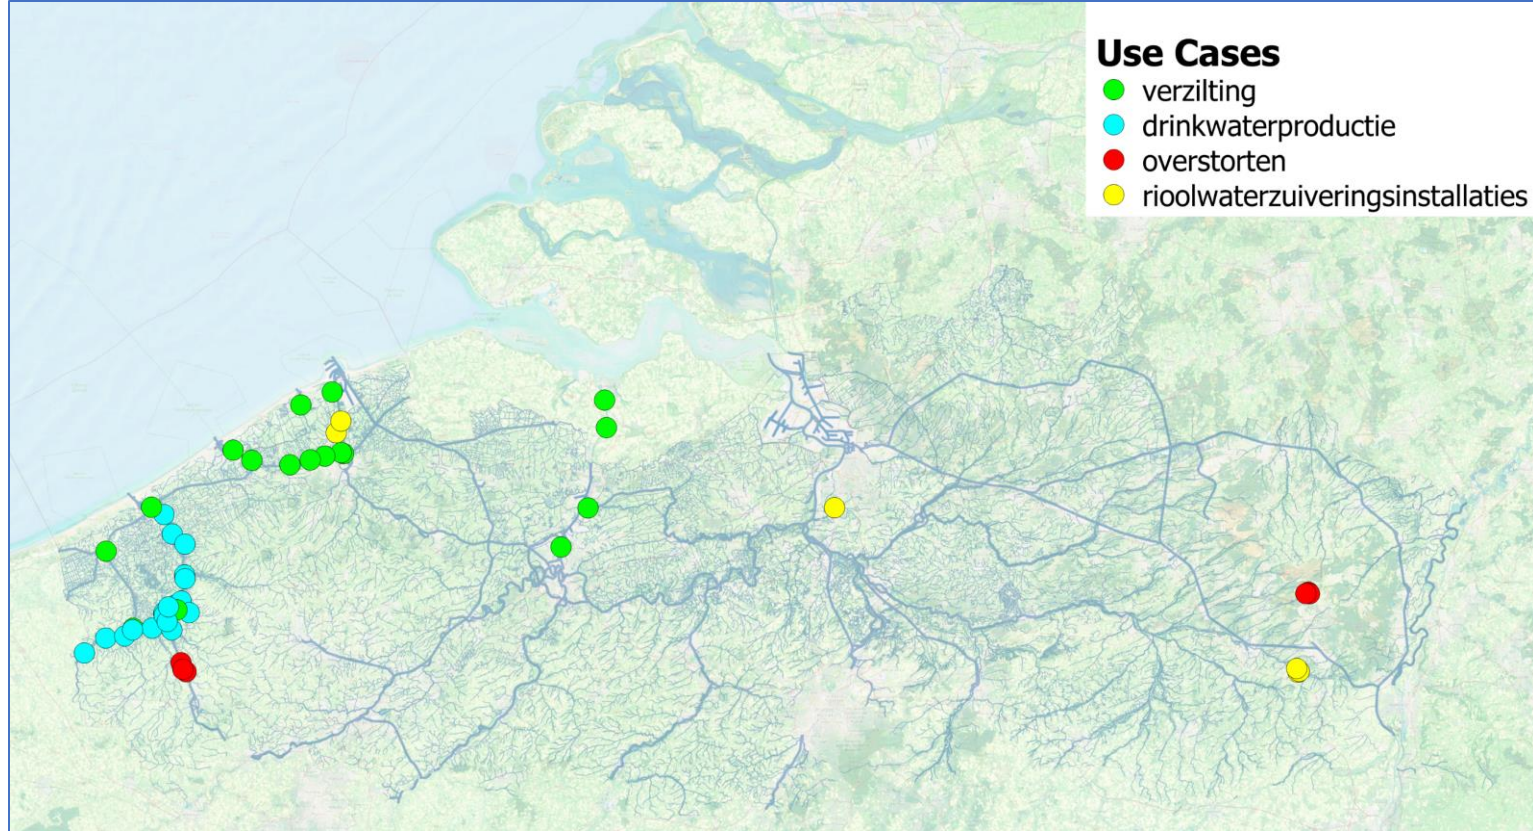 Use Cases
verzilting
drinkwaterproductie
overstorten
rioolwaterzuiveringsinstallaties